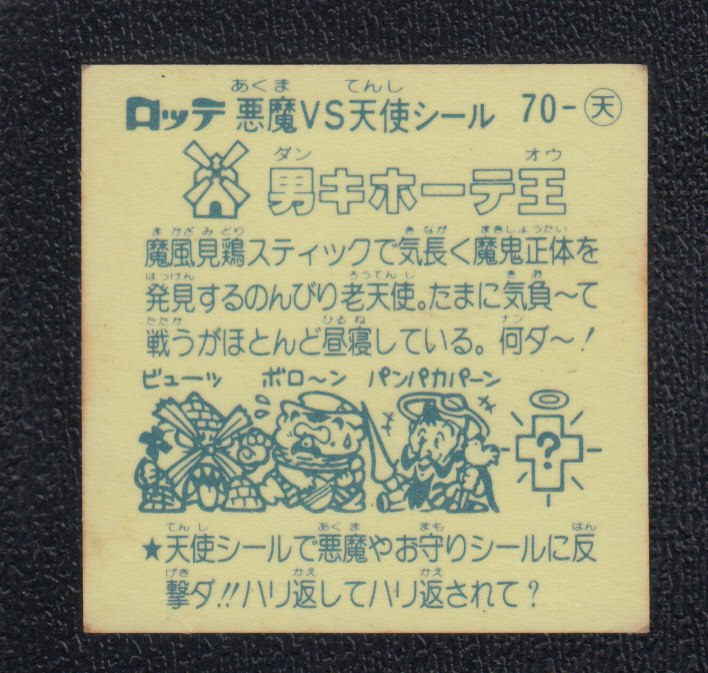 あくま てんし
ロッテ 悪魔VS天使シール 70-天
ダン オウ
男キホーテ王
まかざみどり きなが まきしょうたい
魔風見鶏スティックで気長く魔鬼正体を
はっけん ろうてんし きお
発見するのんびり老天使。たまに気負〜て
たたか ひるね ナン
戦うがほとんど昼寝している。何ダ〜!
ビューッ ボロ〜ン パンパカパーン
?
てんし あくま まも はん
★天使シールで悪魔やお守りシールに反
げき かえ かえ
撃ダ!!ハリ返してハリ返されて?